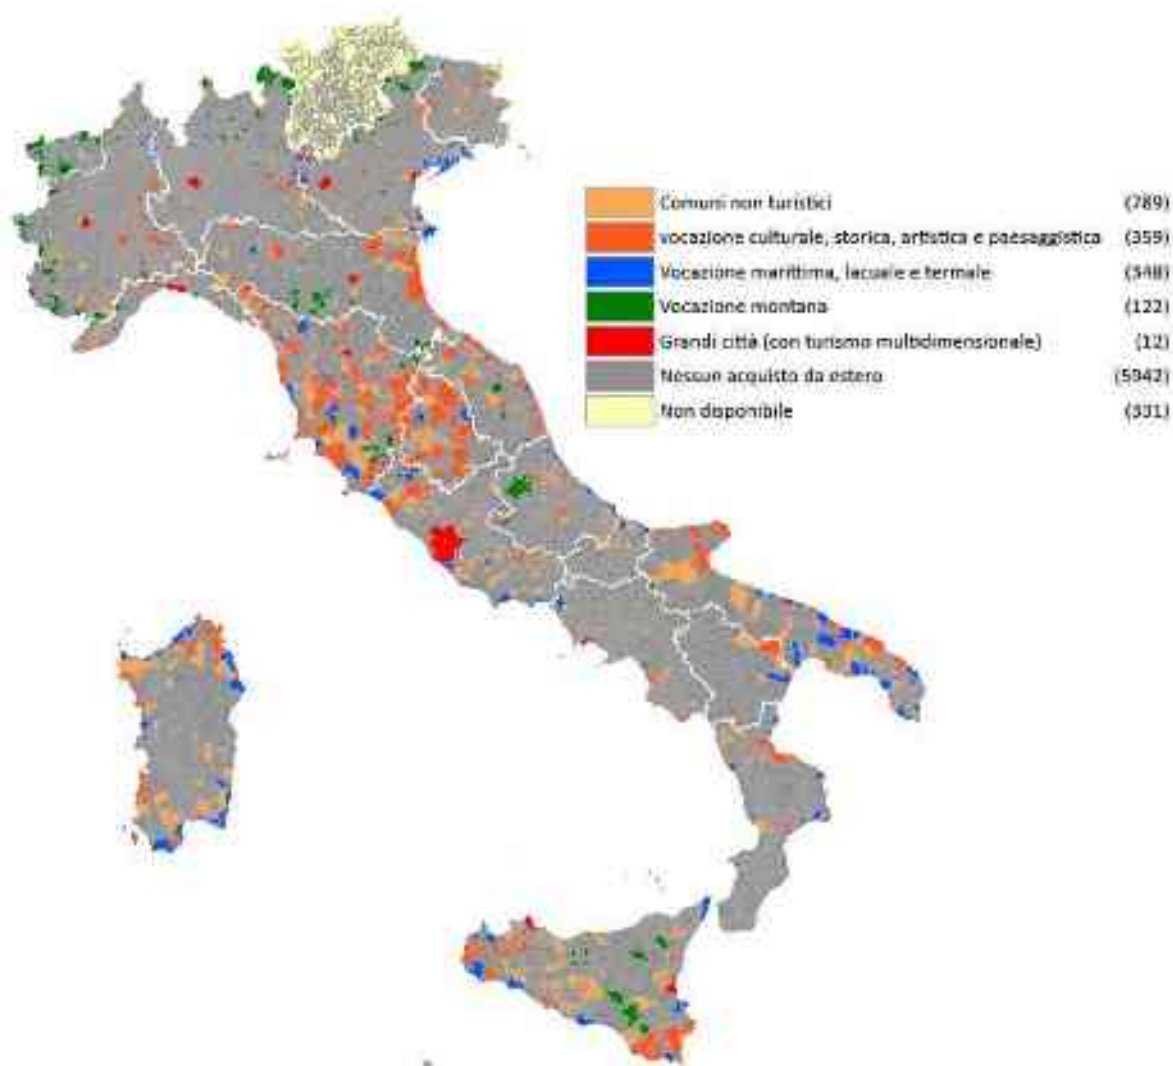 Comuni non turistici (789)
vocazione culturale, storica, artistica e paesaggistica (359)
Vocazione marittima, lacuale e termale (348)
Vocazione montana (122)
Grandi città (con turismo multidimensionale) (12)
Nessun acquisto da estero (5942)
Non disponibile (331)